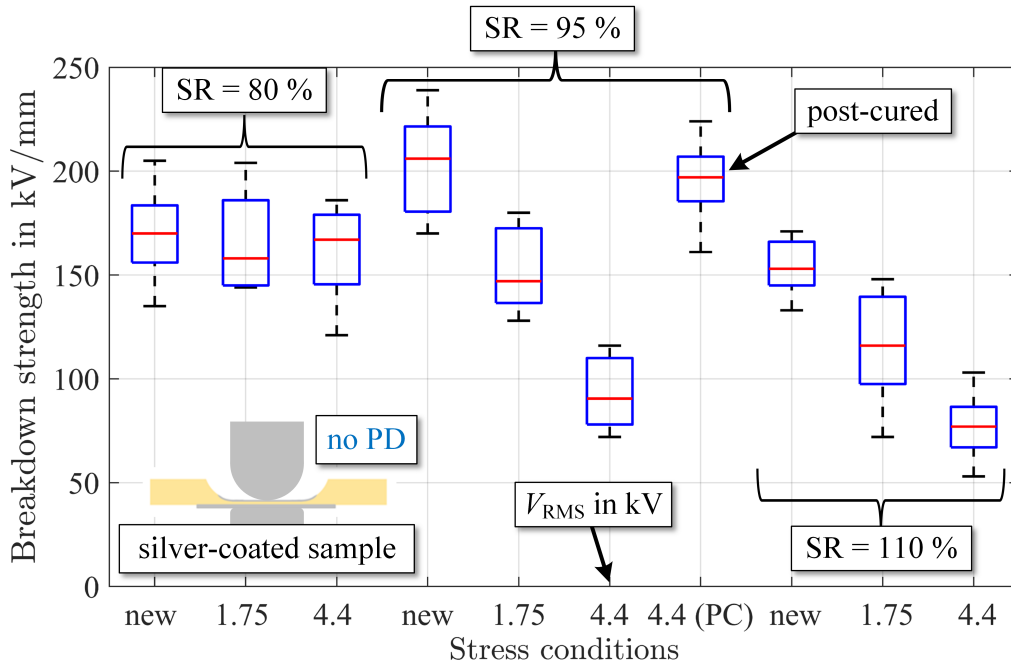 SR = 95 %
SR = 80 %
post-cured
no PD
silver-coated sample
V_RMS in kV
SR = 110 %
Breakdown strength in kV/mm
250
200
150
100
50
0
new 1.75 4.4 new 1.75 4.4 4.4 (PC) new 1.75 4.4
Stress conditions